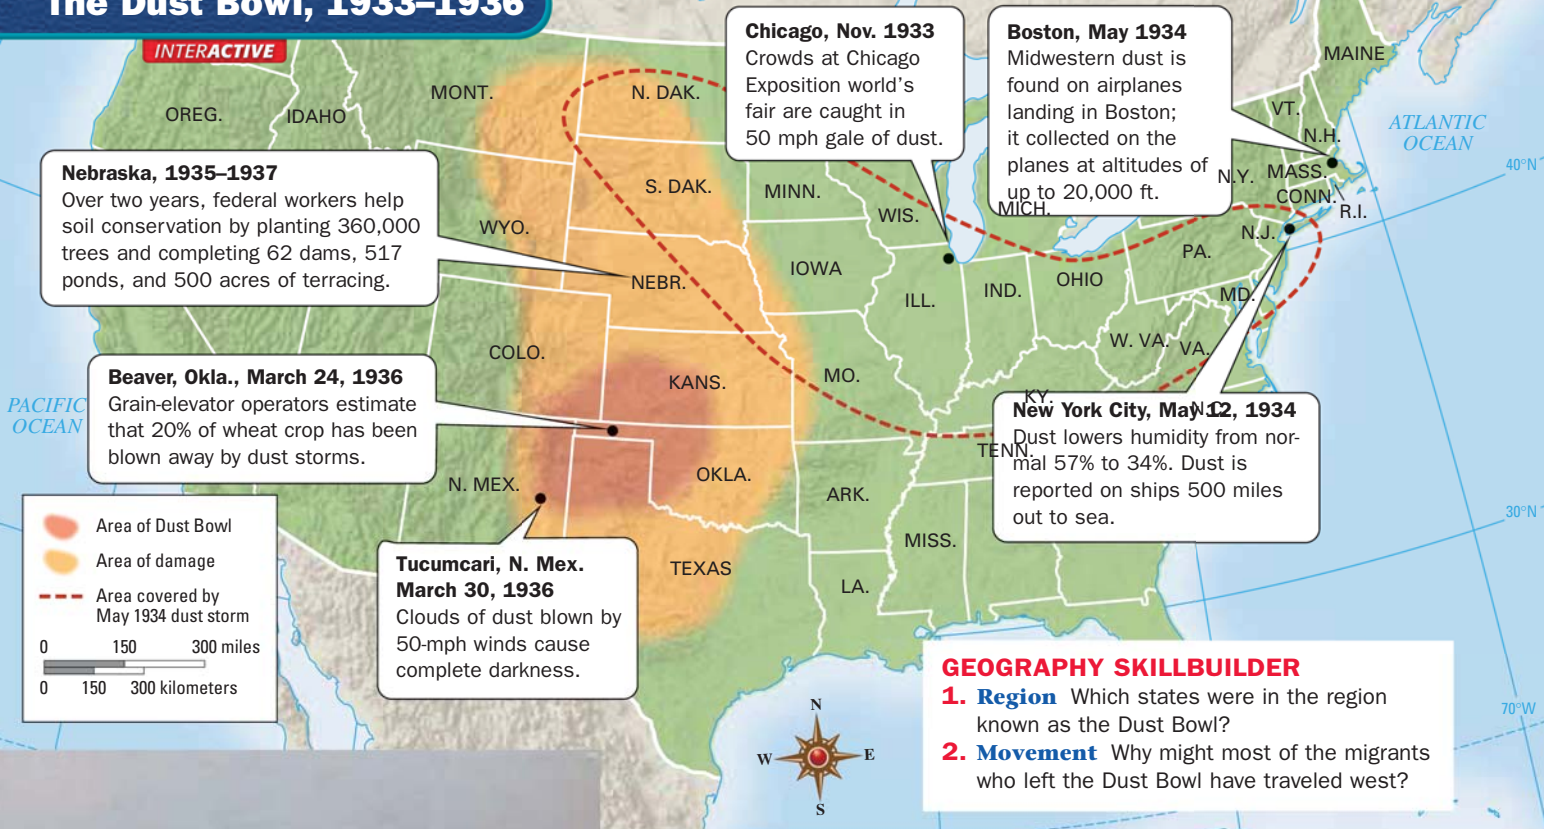 The Dust Bowl, 1933–1936
INTERACTIVE
Chicago, Nov. 1933
Crowds at Chicago
Exposition world's
fair are caught in
50 mph gale of dust.
Boston, May 1934
Midwestern dust is
found on airplanes
landing in Boston;
it collected on the
planes at altitudes of
up to 20,000 ft.
Nebraska, 1935–1937
Over two years, federal workers help
soil conservation by planting 360,000
trees and completing 62 dams, 517
ponds, and 500 acres of terracing.
Beaver, Okla., March 24, 1936
Grain-elevator operators estimate
that 20% of wheat crop has been
blown away by dust storms.
Tucumcari, N. Mex.
March 30, 1936
Clouds of dust blown by
50-mph winds cause
complete darkness.
New York City, May 12, 1934
Dust lowers humidity from nor-
mal 57% to 34%. Dust is
reported on ships 500 miles
out to sea.
OREG.
IDAHO
MONT.
N. DAK.
S. DAK.
MINN.
WIS.
MICH.
MAINE
VT.
N.H.
N.Y.
MASS.
CONN.
R.I.
N.J.
PA.
MD.
WYO.
NEBR.
IOWA
ILL.
IND.
OHIO
W. VA.
VA.
COLO.
KANS.
MO.
KY.
N.C.
TENN.
N. MEX.
OKLA.
ARK.
MISS.
TEXAS
LA.
ATLANTIC
OCEAN
PACIFIC
OCEAN
40°N
30°N
70°W
Area of Dust Bowl
Area of damage
Area covered by
May 1934 dust storm
0 150 300 miles
0 150 300 kilometers
N
W E
S
GEOGRAPHY SKILLBUILDER
1. Region Which states were in the region
known as the Dust Bowl?
2. Movement Why might most of the migrants
who left the Dust Bowl have traveled west?